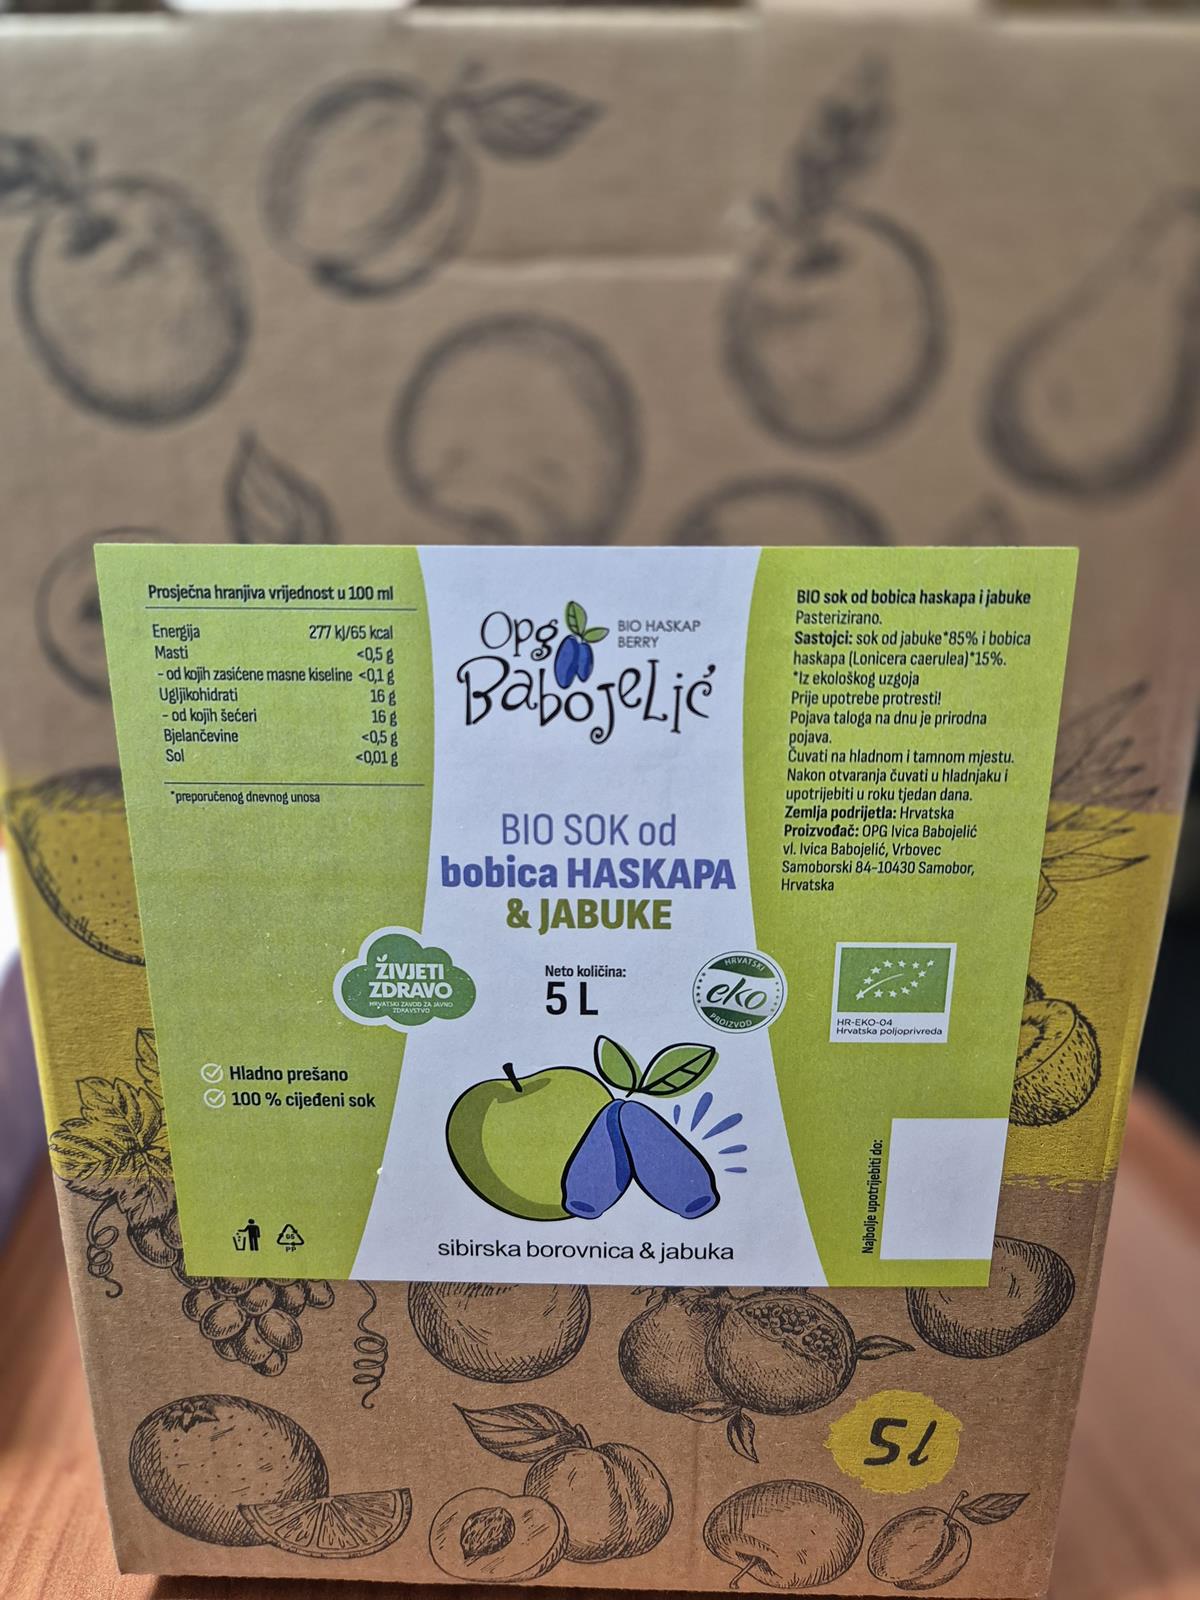 Prosječna hranjiva vrijednost u 100 ml
Energija 277 kJ/65 kcal
Masti <0,5 g
- od kojih zasićene masne kiseline <0,1 g
Ugljikohidrati 16 g
- od kojih šećeri 16 g
Bjelančevine <0,5 g
Sol <0,01 g
*preporučenog dnevnog unosa
ŽIVJETI
ZDRAVO
HRVATSKI ZAVOD ZA JAVNO
ZDRAVSTVO
Hladno prešano
100 % cijeđeni sok
65
PP
Opg
BIO HASKAP
BERRY
Babojelić
BIO SOK od
bobica HASKAPA
& JABUKE
Neto količina:
5 L
HRVATSKI
eko
PROIZVOD
sibirska borovnica & jabuka
BIO sok od bobica haskapa i jabuke
Pasterizirano.
Sastojci: sok od jabuke*85% i bobica
haskapa (Lonicera caerulea)*15%.
*Iz ekološkog uzgoja
Prije upotrebe protresti!
Pojava taloga na dnu je prirodna
pojava.
Čuvati na hladnom i tamnom mjestu.
Nakon otvaranja čuvati u hladnjaku i
upotrijebiti u roku tjedan dana.
Zemlja podrijetla: Hrvatska
Proizvođač: OPG Ivica Babojelić
vl. Ivica Babojelić, Vrbovec
Samoborski 84-10430 Samobor,
Hrvatska
HR-EKO-04
Hrvatska poljoprivreda
Najbolje upotrijebiti do:
5l